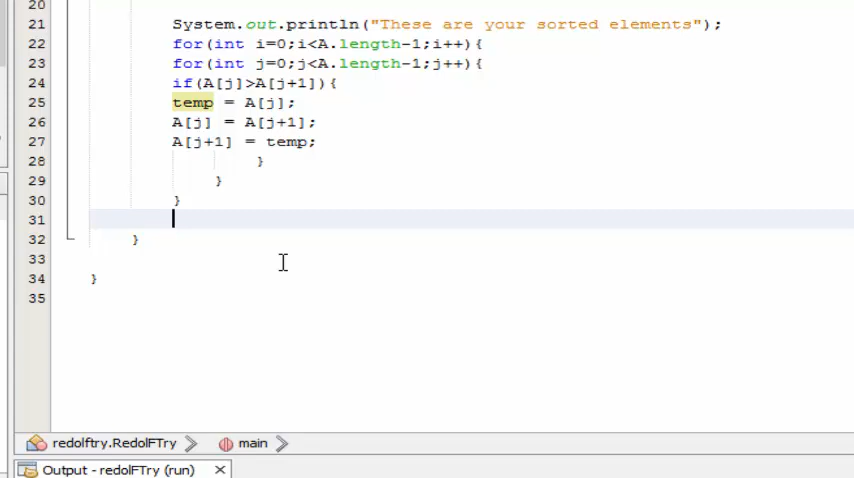 20
21 System.out.println("These are your sorted elements");
22 for(int i=0;i<A.length-1;i++){
23 for(int j=0;j<A.length-1;j++){
24 if(A[j]>A[j+1]){
25 temp = A[j];
26 A[j] = A[j+1];
27 A[j+1] = temp;
28 }
29 }
30 }
31
32 }
33
34 }
35
redolftry.RedolFTry main
Output - redolFTry (run)